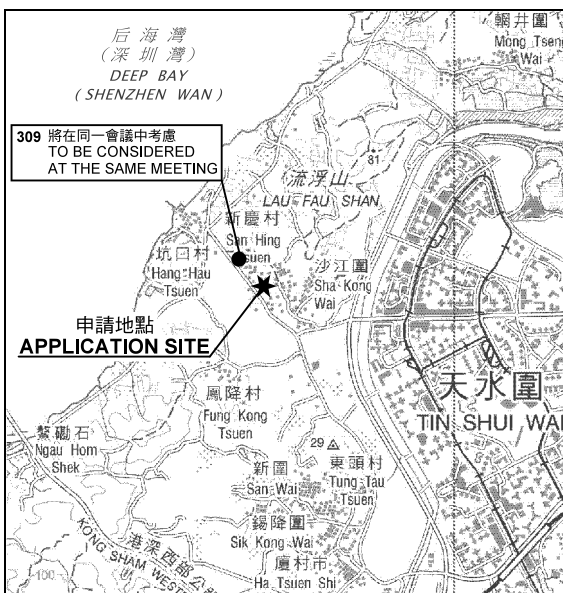 后海灣
(深圳灣)
DEEP BAY
(SHENZHEN WAN)
輞井圍
Mong Tseng
Wai
309 將在同一會議中考慮
TO BE CONSIDERED
AT THE SAME MEETING
81
流浮山
LAU FAU SHAN
新慶村
San Hing
Tsuen
坑口村
Hang Hau
Tsuen
沙江圍
Sha Kong
Wai
申請地點
APPLICATION SITE
天水圍
TIN SHUI WAI
鳳降村
Fung Kong
Tsuen
鰲磡石
Ngau Hom
Shek
29
新圍
San Wai
東頭村
Tung Tau
Tsuen
錫降圍
Sik Kong Wai
港深西部公
KONG SHAM WEST
廈村市
Ha Tsuen Shi
100